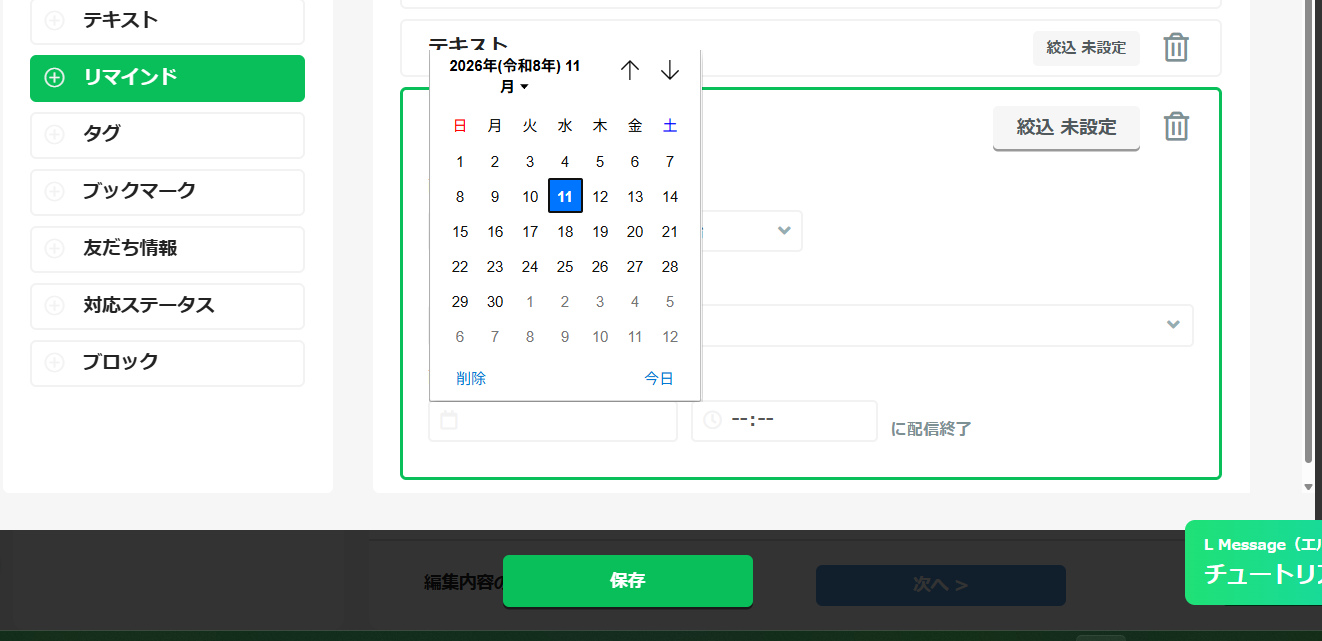 テキスト
リマインド
タグ
ブックマーク
友だち情報
対応ステータス
ブロック
テキスト
絞込 未設定
絞込 未設定
2026年(令和8年) 11
月
日 月 火 水 木 金 土
1 2 3 4 5 6 7
8 9 10 11 12 13 14
15 16 17 18 19 20 21
22 23 24 25 26 27 28
29 30 1 2 3 4 5
6 7 8 9 10 11 12
削除 今日
--:--
に配信終了
編集内容の
保存
次へ >
L Message（エル
チュートリア